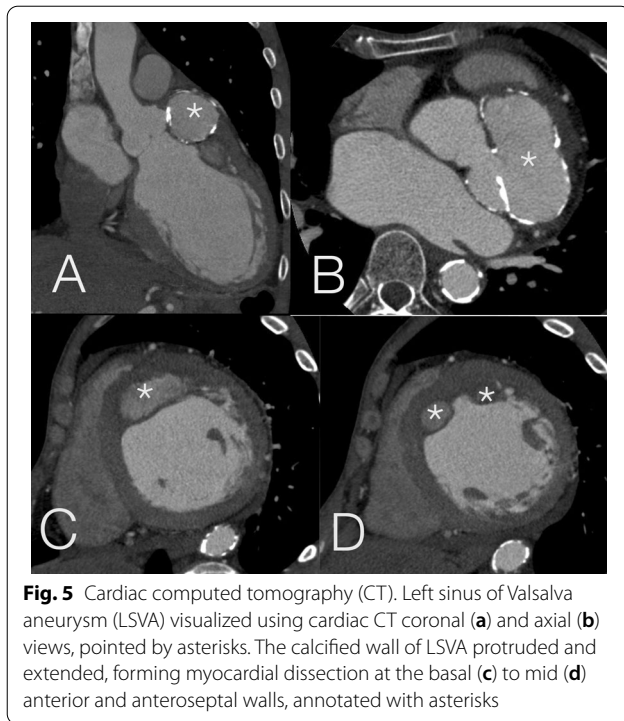 A
*
B
*
C
*
D
*
*
Fig. 5 Cardiac computed tomography (CT). Left sinus of Valsalva
aneurysm (LSVA) visualized using cardiac CT coronal (a) and axial (b)
views, pointed by asterisks. The calcified wall of LSVA protruded and
extended, forming myocardial dissection at the basal (c) to mid (d)
anterior and anteroseptal walls, annotated with asterisks